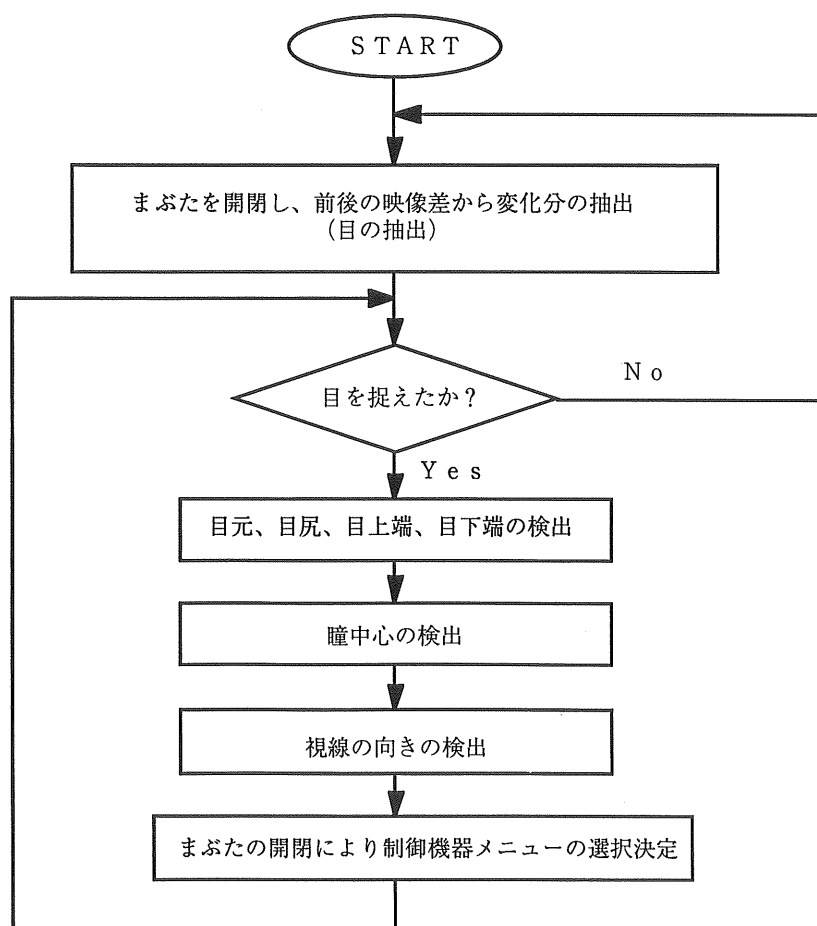 ＳＴＡＲＴ
まぶたを開閉し、前後の映像差から変化分の抽出
（目の抽出）
目を捉えたか？
Ｎｏ
Ｙｅｓ
目元、目尻、目上端、目下端の検出
瞳中心の検出
視線の向きの検出
まぶたの開閉により制御機器メニューの選択決定